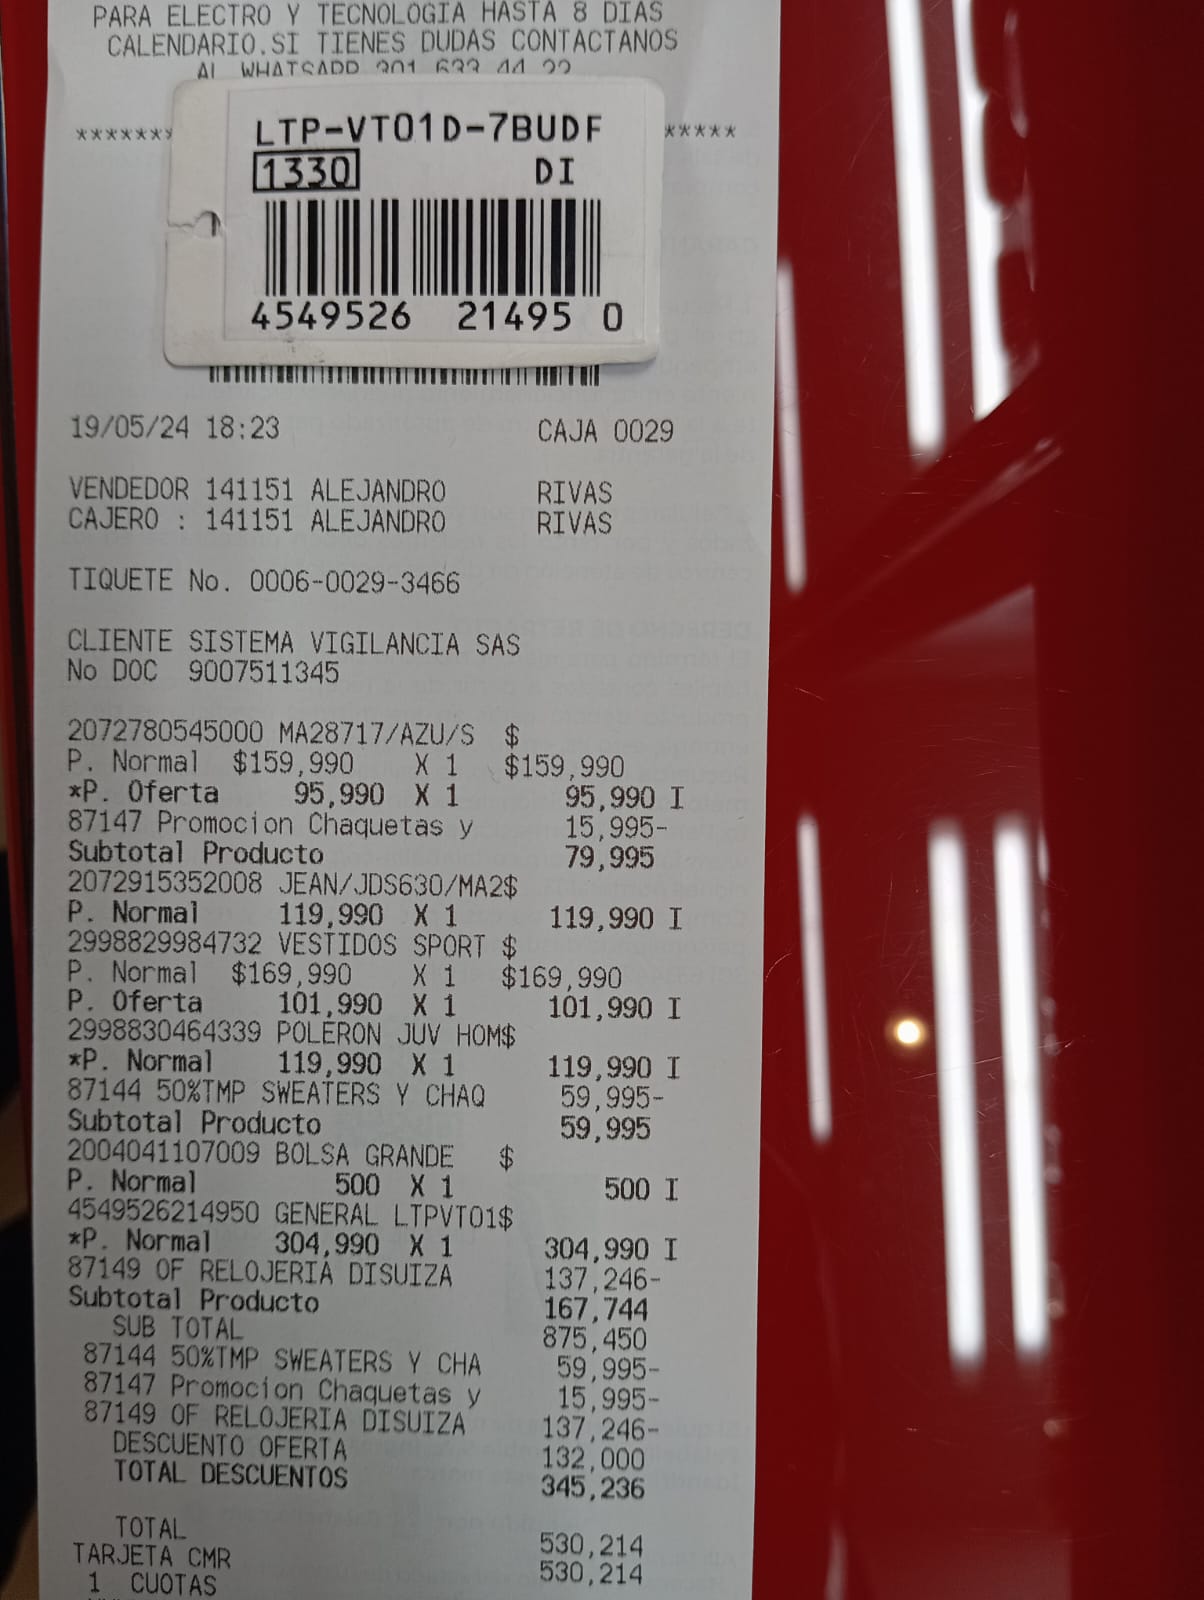 PARA ELECTRO Y TECNOLOGIA HASTA 8 DIAS
CALENDARIO.SI TIENES DUDAS CONTACTANOS
AL WHATSAPP 301 633 44 22
******* *****
LTP-VT01D-7BUDF
1330 DI
4549526 21495 0
19/05/24 18:23 CAJA 0029
VENDEDOR 141151 ALEJANDRO RIVAS
CAJERO : 141151 ALEJANDRO RIVAS
TIQUETE No. 0006-0029-3466
CLIENTE SISTEMA VIGILANCIA SAS
No DOC 9007511345
2072780545000 MA28717/AZU/S $
P. Normal $159,990 X 1 $159,990
*P. Oferta 95,990 X 1 95,990 I
87147 Promocion Chaquetas y 15,995-
Subtotal Producto 79,995
2072915352008 JEAN/JDS630/MA2$
P. Normal 119,990 X 1 119,990 I
2998829984732 VESTIDOS SPORT $
P. Normal $169,990 X 1 $169,990
P. Oferta 101,990 X 1 101,990 I
2998830464339 POLERON JUV HOM$
*P. Normal 119,990 X 1 119,990 I
87144 50%TMP SWEATERS Y CHAQ 59,995-
Subtotal Producto 59,995
2004041107009 BOLSA GRANDE $
P. Normal 500 X 1 500 I
4549526214950 GENERAL LTPVT01$
*P. Normal 304,990 X 1 304,990 I
87149 OF RELOJERIA DISUIZA 137,246-
Subtotal Producto 167,744
SUB TOTAL 875,450
87144 50%TMP SWEATERS Y CHA 59,995-
87147 Promocion Chaquetas y 15,995-
87149 OF RELOJERIA DISUIZA 137,246-
DESCUENTO OFERTA 132,000
TOTAL DESCUENTOS 345,236
TOTAL 530,214
TARJETA CMR 530,214
1 CUOTAS